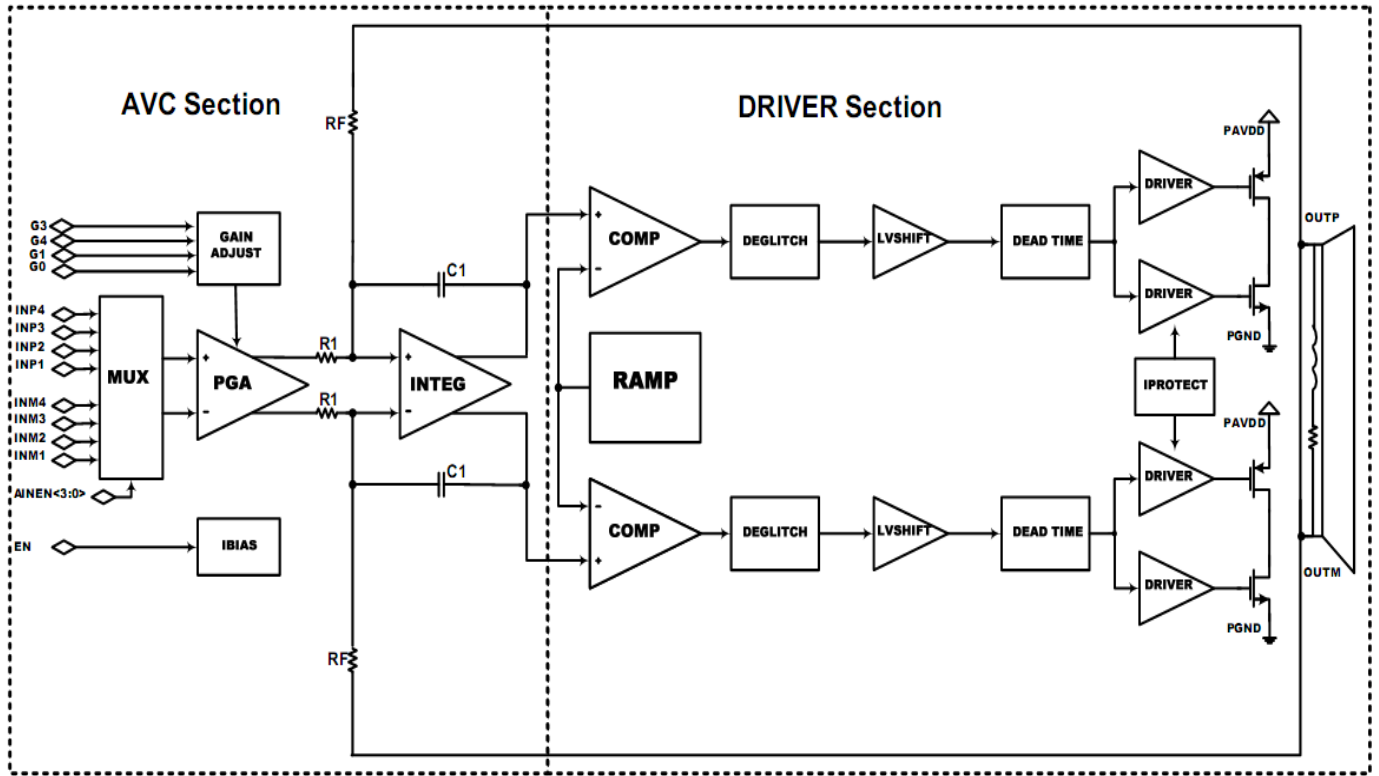 AVC Section
DRIVER Section
RF
PAVDD
DRIVER
OUTP
G3
G4
G1
G0
GAIN
ADJUST
COMP
+
-
DEGLITCH
LVSHIFT
DEAD TIME
DRIVER
C1
INP4
INP3
INP2
INP1
MUX
R1
+
-
PGA
+
-
INTEG
RAMP
PGND
IPROTECT
R1
INM4
INM3
INM2
INM1
PAVDD
DRIVER
C1
AINEN<3:0>
-
+
COMP
DEGLITCH
LVSHIFT
DEAD TIME
EN
IBIAS
DRIVER
OUTM
PGND
RF